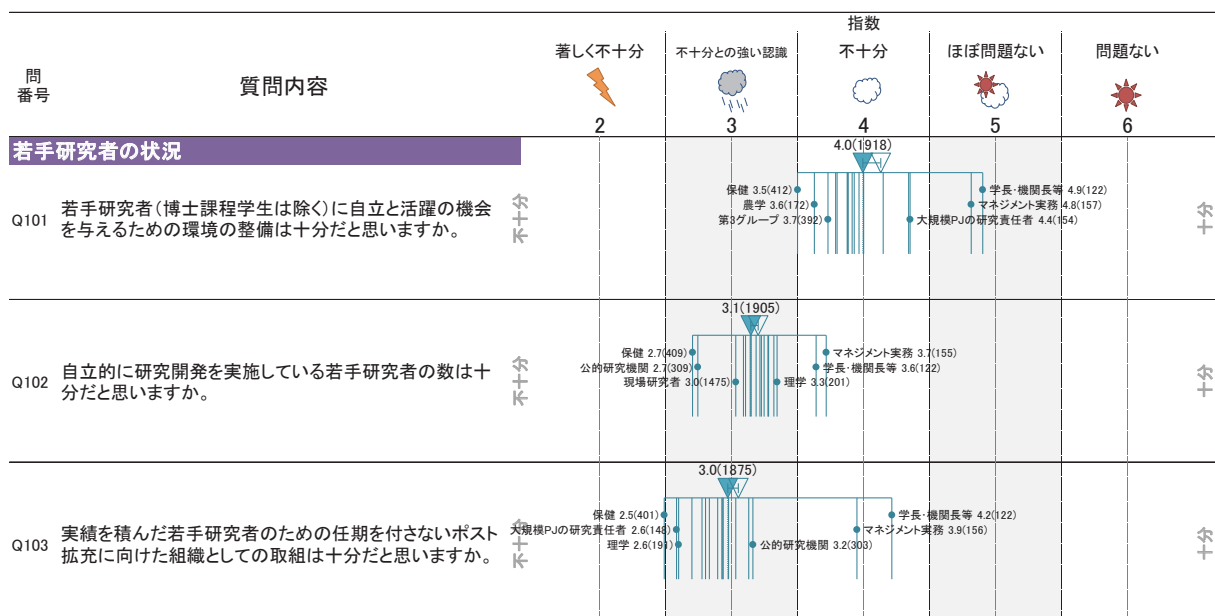 指数
著しく不十分
不十分との強い認識
不十分
ほぼ問題ない
問題ない
問
番号
質問内容
2
3
4
5
6
若手研究者の状況
4.0(1918)
Q101
若手研究者（博士課程学生は除く）に自立と活躍の機会
を与えるための環境の整備は十分だと思いますか。
不十分
保健 3.5(412)
農学 3.6(172)
第3グループ 3.7(392)
学長・機関長等 4.9(122)
マネジメント実務 4.8(157)
大規模PJの研究責任者 4.4(154)
十分
3.1(1905)
Q102
自立的に研究開発を実施している若手研究者の数は十
分だと思いますか。
不十分
保健 2.7(409)
公的研究機関 2.7(309)
現場研究者 3.0(1475)
マネジメント実務 3.7(155)
学長・機関長等 3.6(122)
理学 3.3(201)
十分
3.0(1875)
Q103
実績を積んだ若手研究者のための任期を付さないポスト
拡充に向けた組織としての取組は十分だと思いますか。
不十分
保健 2.5(401)
大規模PJの研究責任者 2.6(148)
理学 2.6(191)
学長・機関長等 4.2(122)
マネジメント実務 3.9(156)
公的研究機関 3.2(303)
十分